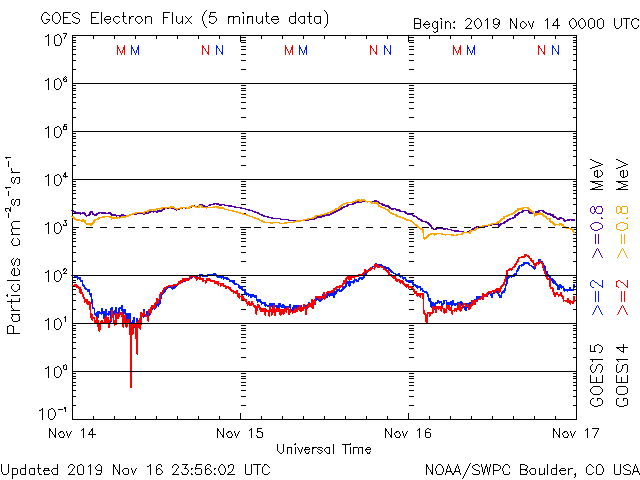 GOES Electron Flux (5 minute data)
Begin: 2019 Nov 14 0000 UTC
M M N N M M N N M M N N
10⁷
10⁶
10⁵
10⁴
10³
10²
10¹
10⁰
10⁻¹
Particles cm⁻²s⁻¹sr⁻¹
Nov 14 Nov 15 Nov 16 Nov 17
Universal Time
GOES15 >=2 >=0.8 MeV
GOES14 >=2 >=0.8 MeV
Updated 2019 Nov 16 23:56:02 UTC
NOAA/SWPC Boulder, CO USA